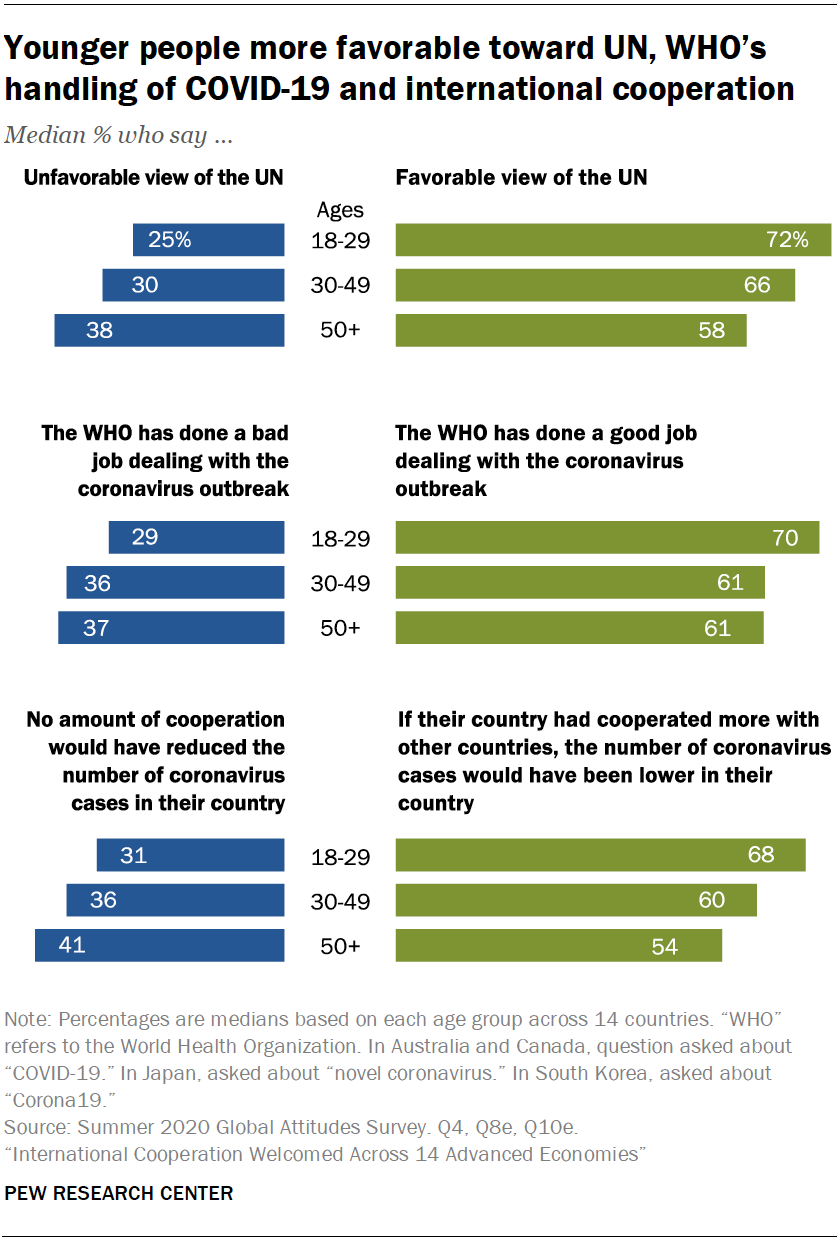 Younger people more favorable toward UN, WHO’s
handling of COVID-19 and international cooperation
Median % who say ...
Unfavorable view of the UN
Favorable view of the UN
Ages
25% 18-29 72%
30 30-49 66
38 50+ 58
The WHO has done a bad
job dealing with the
coronavirus outbreak
The WHO has done a good job
dealing with the coronavirus
outbreak
29 18-29 70
36 30-49 61
37 50+ 61
No amount of cooperation
would have reduced the
number of coronavirus
cases in their country
If their country had cooperated more with
other countries, the number of coronavirus
cases would have been lower in their
country
31 18-29 68
36 30-49 60
41 50+ 54
Note: Percentages are medians based on each age group across 14 countries. “WHO”
refers to the World Health Organization. In Australia and Canada, question asked about
“COVID-19.” In Japan, asked about “novel coronavirus.” In South Korea, asked about
“Corona19.”
Source: Summer 2020 Global Attitudes Survey. Q4, Q8e, Q10e.
“International Cooperation Welcomed Across 14 Advanced Economies”
PEW RESEARCH CENTER